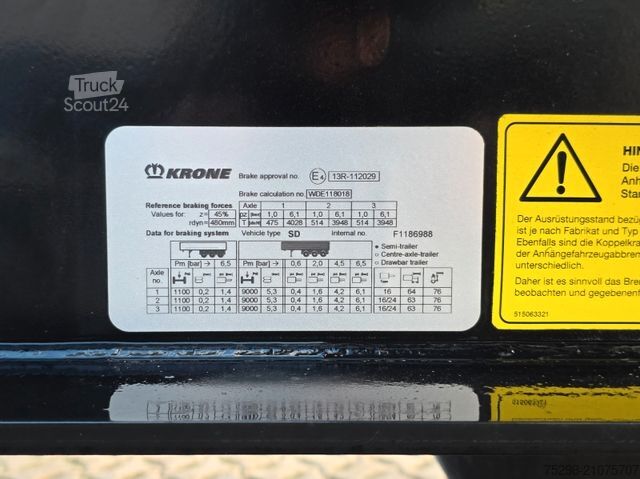 Truck
Scout24
KRONE
Brake approval no. E4 13R-112029
Brake calculation no. WDE118018
Reference braking forces Axle 1 2 3
Values for: z= 45% pz [bar] 1,0 6,1 1,0 6,1 1,0 6,1
rdyn= 480mm T [daN] 475 4028 514 3948 514 3948
Data for braking system Vehicle type SD Internal no. F1186988
Semi-trailer
Centre-axle-trailer
Drawbar trailer
Pm [bar] → 6,5 Pm [bar] → 0,6 2,0 4,5 6,5
Axle
no.
1 1100 0,2 1,4 9000 5,3 0,4 1,6 4,2 6,1 16 64 76
2 1100 0,2 1,4 9000 5,3 0,4 1,6 4,2 6,1 16/24 63 76
3 1100 0,2 1,4 9000 5,3 0,4 1,6 4,2 6,1 16/24 63 76
HIN
Die
Anh
Star
Der Ausrüstungsstand bezü
ist je nach Fabrikat und Typ
Ebenfalls sind die Koppelkra
der Anhängefahrzeugabbrem
unterschiedlich.
Daher ist es sinnvoll das Brem
beobachten und gegebenenf
515063321
75298-21075707